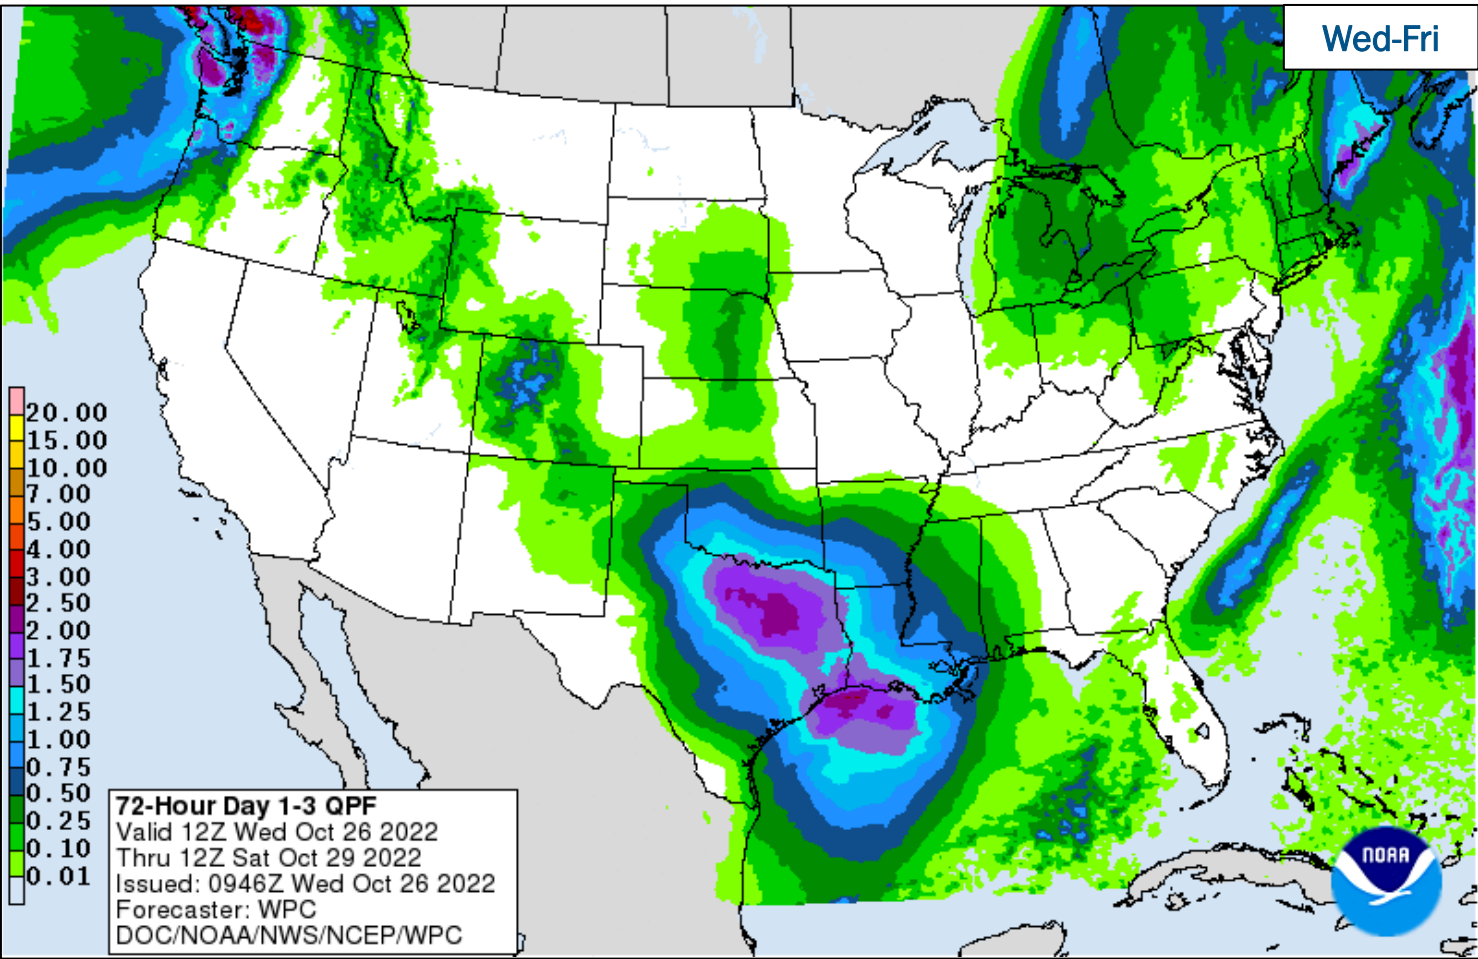 Wed-Fri
20.00
15.00
10.00
7.00
5.00
4.00
3.00
2.50
2.00
1.75
1.50
1.25
1.00
0.75
0.50
0.25
0.10
0.01
72-Hour Day 1-3 QPF
Valid 12Z Wed Oct 26 2022
Thru 12Z Sat Oct 29 2022
Issued: 0946Z Wed Oct 26 2022
Forecaster: WPC
DOC/NOAA/NWS/NCEP/WPC
NOAA